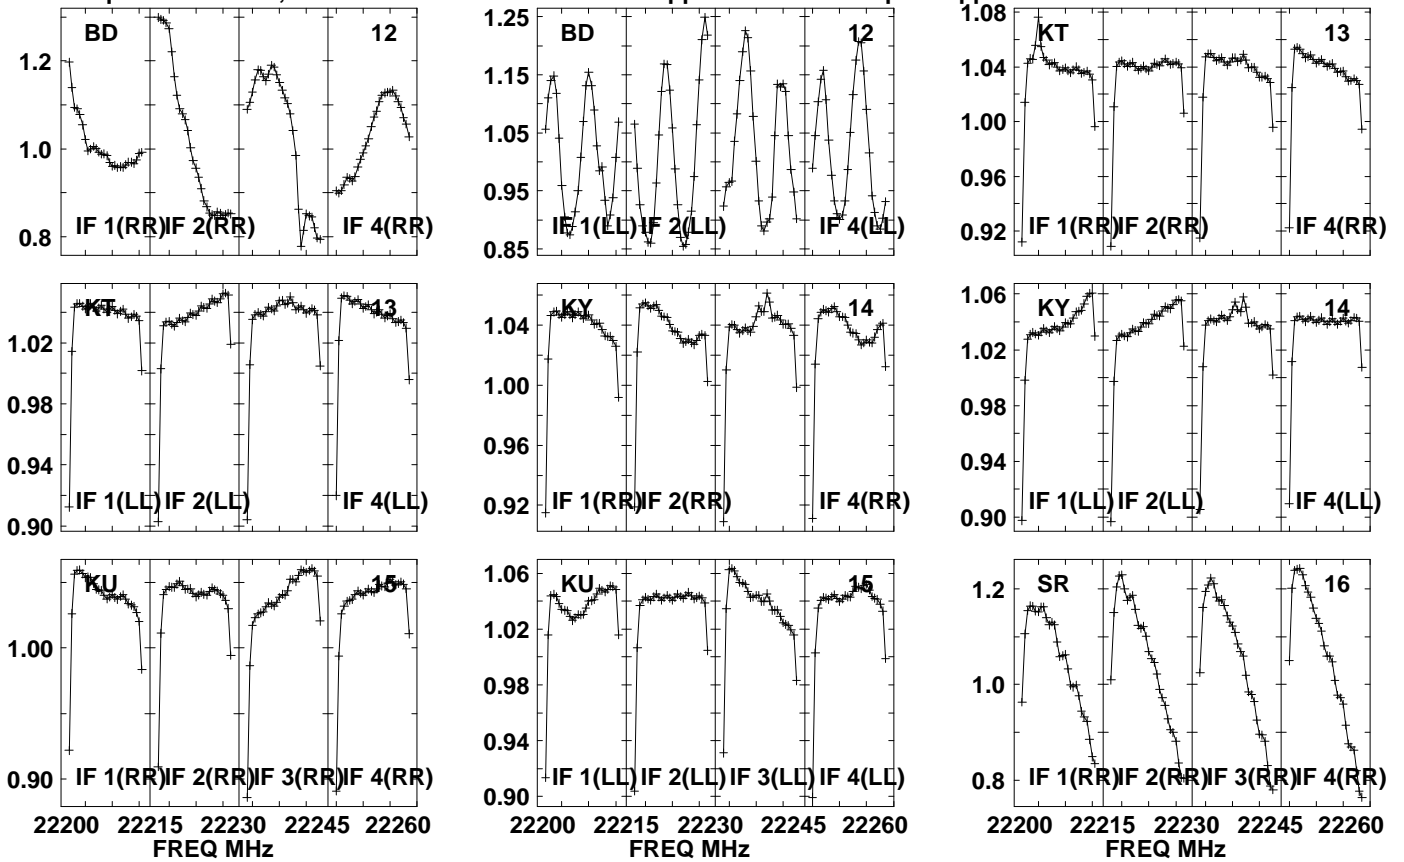 BD 12
1.2
1.0
0.8
IF 1(RR) IF 2(RR) IF 4(RR)
BD 12
1.25
1.15
1.05
0.95
0.85
IF 1(LL) IF 2(LL) IF 4(LL)
KT 13
1.08
1.04
1.00
0.96
0.92
IF 1(RR) IF 2(RR) IF 4(RR)
KT 13
1.02
0.98
0.94
0.90
IF 1(LL) IF 2(LL) IF 4(LL)
KY 14
1.04
1.00
0.96
0.92
IF 1(RR) IF 2(RR) IF 4(RR)
KY 14
1.06
1.02
0.98
0.94
0.90
IF 1(LL) IF 2(LL) IF 4(LL)
KU 15
1.00
0.90
IF 1(RR) IF 2(RR) IF 3(RR) IF 4(RR)
22200 22215 22230 22245 22260
FREQ MHz
KU 15
1.06
1.02
0.98
0.94
0.90
IF 1(LL) IF 2(LL) IF 3(LL) IF 4(LL)
22200 22215 22230 22245 22260
FREQ MHz
SR 16
1.2
1.0
0.8
IF 1(RR) IF 2(RR) IF 3(RR) IF 4(RR)
22200 22215 22230 22245 22260
FREQ MHz